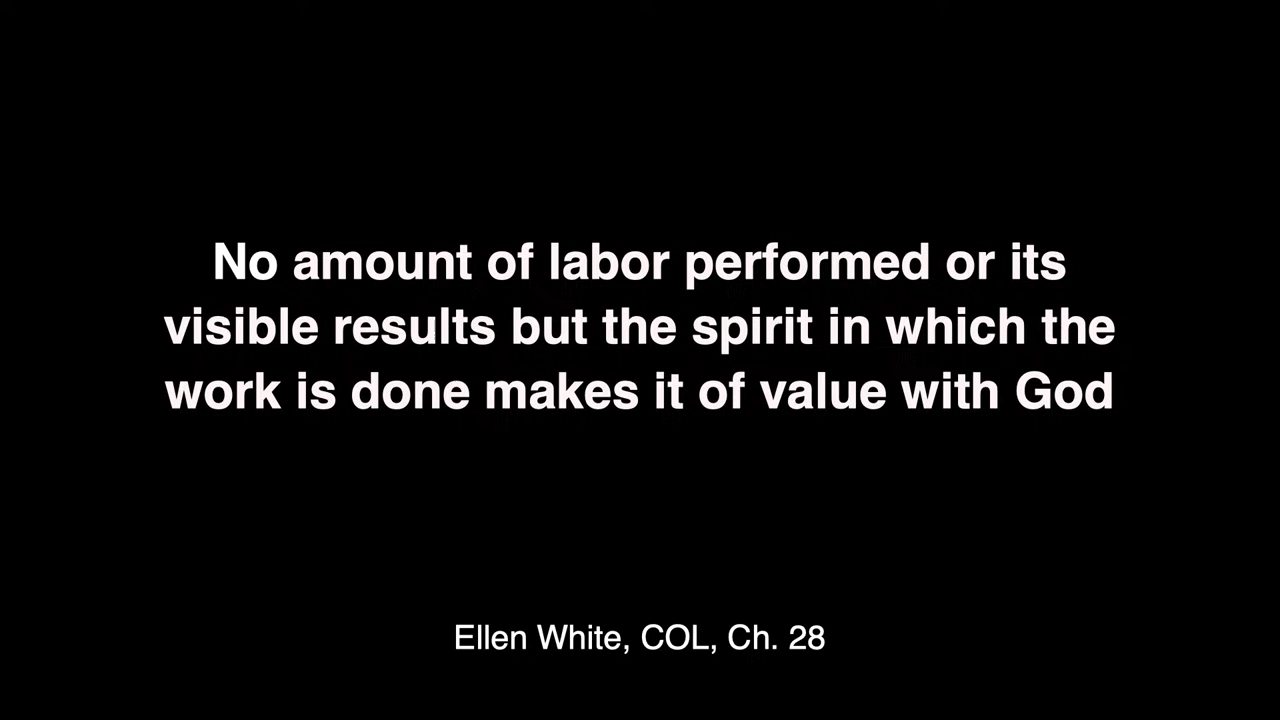 No amount of labor performed or its
visible results but the spirit in which the
work is done makes it of value with God
Ellen White, COL, Ch. 28